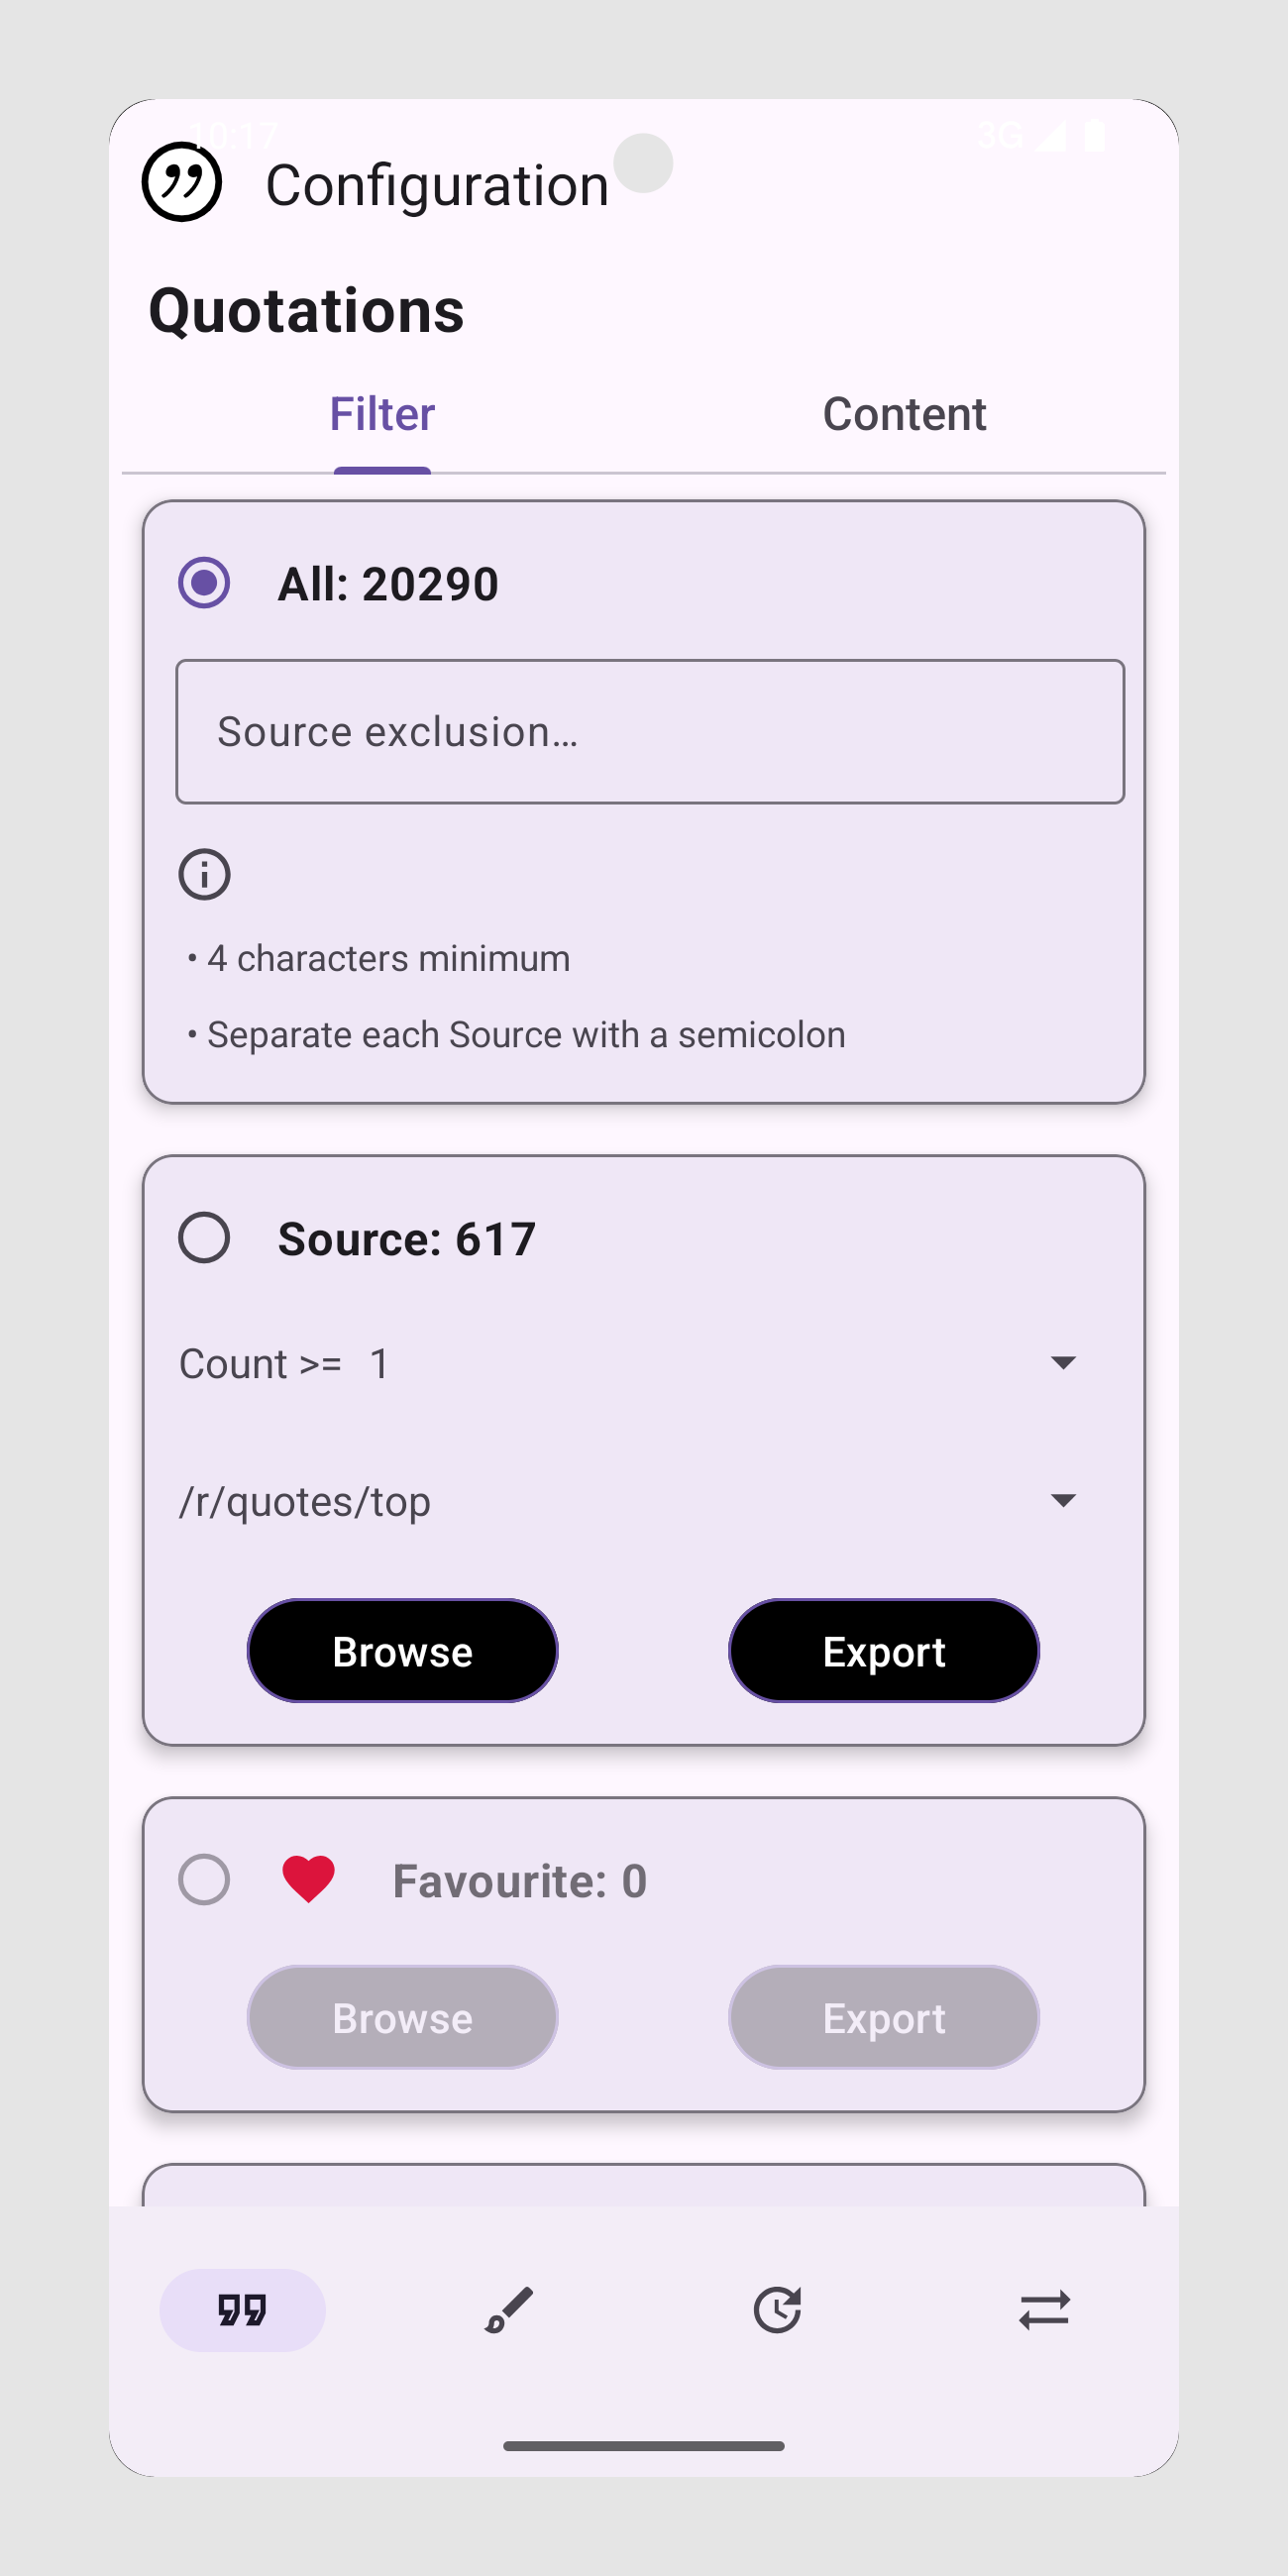 10:17
3G
Configuration
Quotations
Filter
Content
All: 20290
Source exclusion…
• 4 characters minimum
• Separate each Source with a semicolon
Source: 617
Count >= 1
/r/quotes/top
Browse
Export
Favourite: 0
Browse
Export